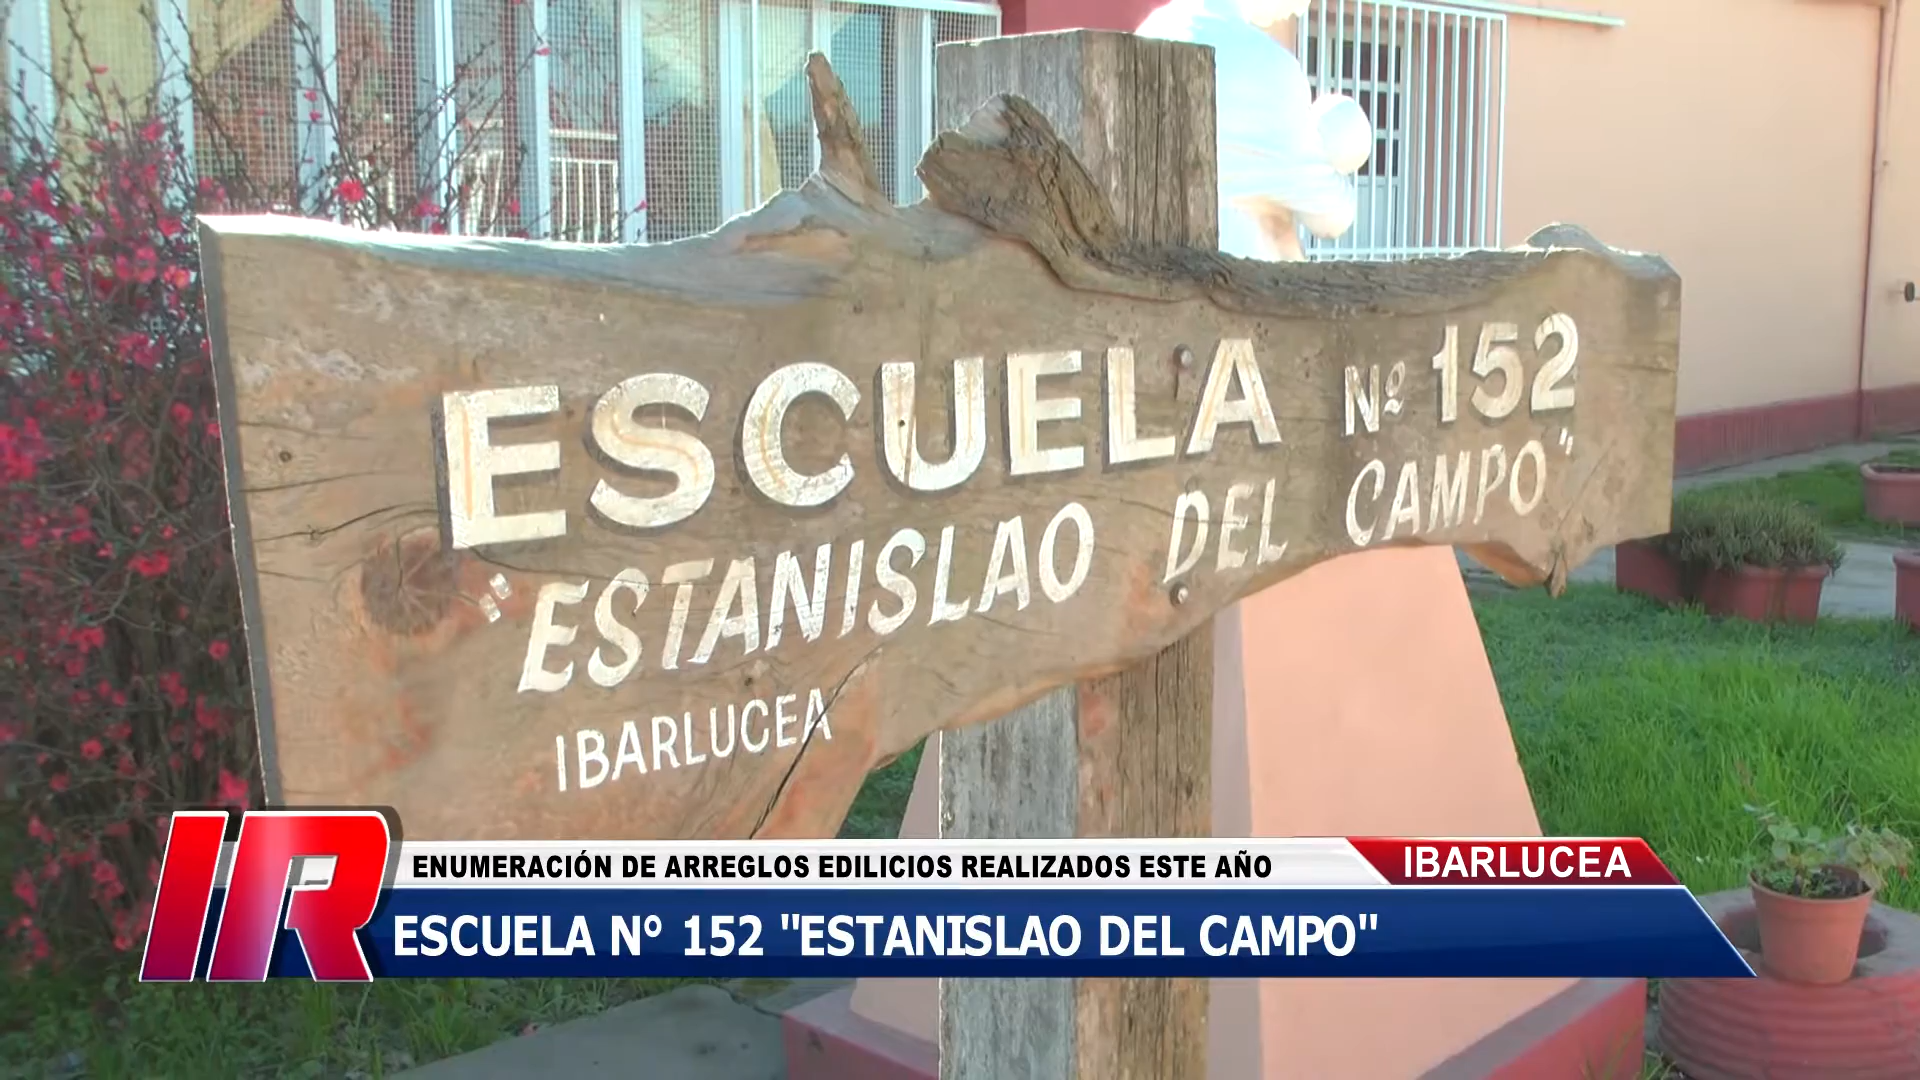 ESCUELA Nº 152
"ESTANISLAO DEL CAMPO"
IBARLUCEA
IR
ENUMERACIÓN DE ARREGLOS EDILICIOS REALIZADOS ESTE AÑO
IBARLUCEA
ESCUELA Nº 152 "ESTANISLAO DEL CAMPO"